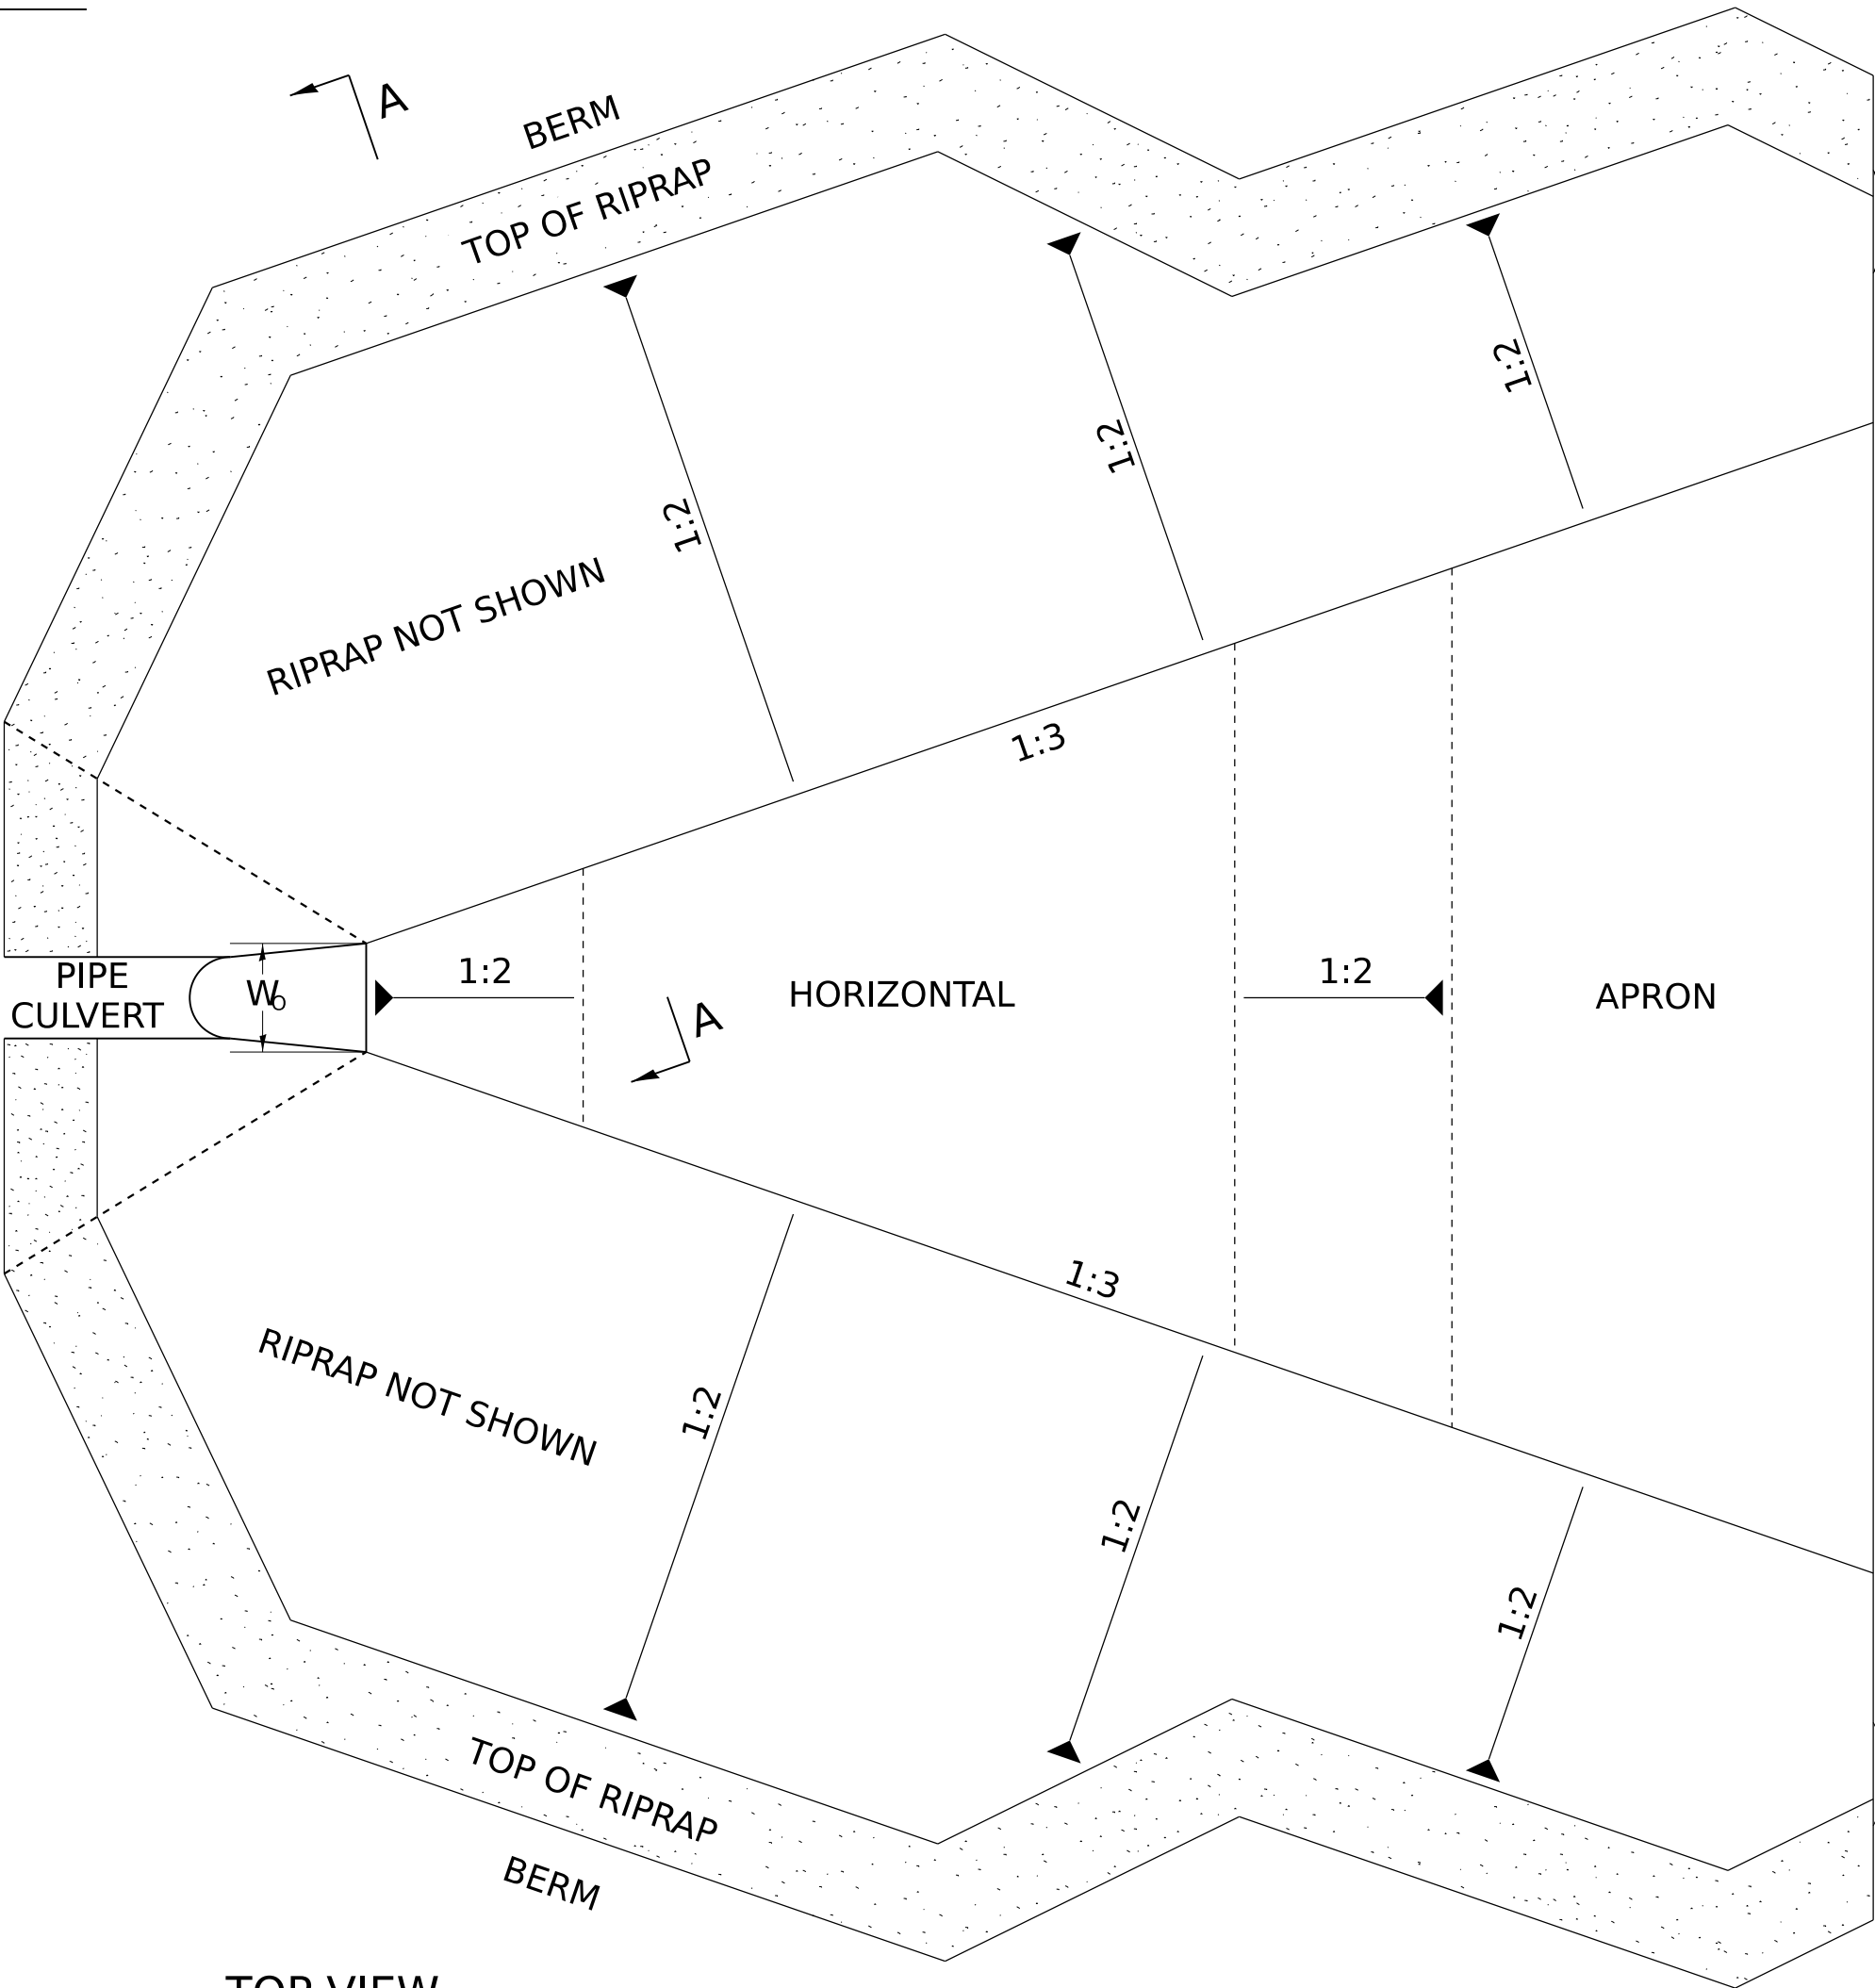 A
BERM
TOP OF RIPRAP
1:2
1:2
1:2
RIPRAP NOT SHOWN
1:3
PIPE
CULVERT
Wo
1:2
HORIZONTAL
1:2
APRON
A
1:3
RIPRAP NOT SHOWN
1:2
1:2
1:2
TOP OF RIPRAP
BERM
TOP VIEW